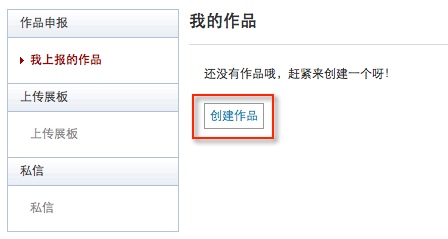 作品申报
我上报的作品
上传展板
上传展板
私信
私信
我的作品
还没有作品哦，赶紧来创建一个呀！
创建作品